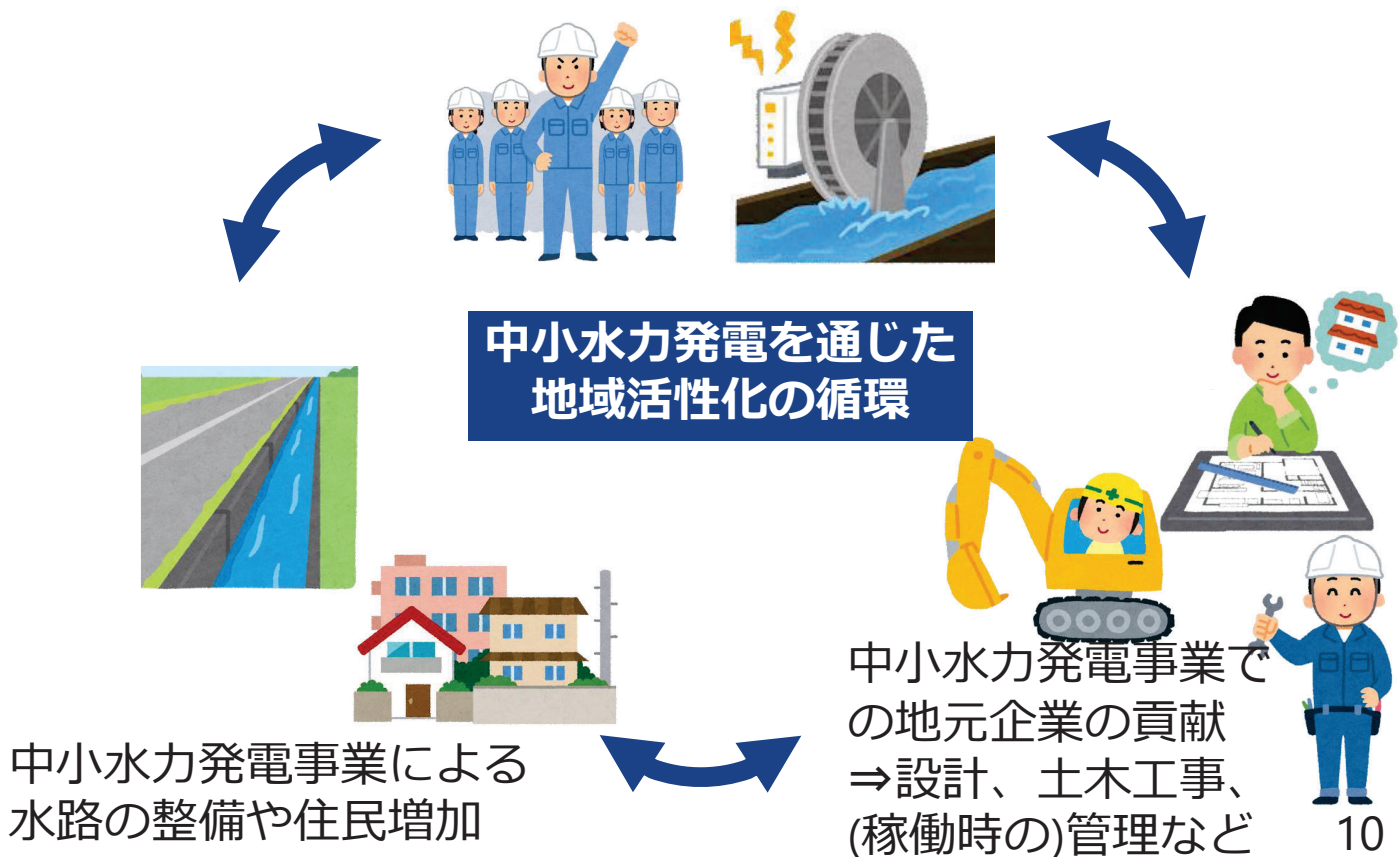 中小水力発電を通じた
地域活性化の循環
中小水力発電事業による
水路の整備や住民増加
中小水力発電事業で
の地元企業の貢献
⇒設計、土木工事、
(稼働時の)管理など
10